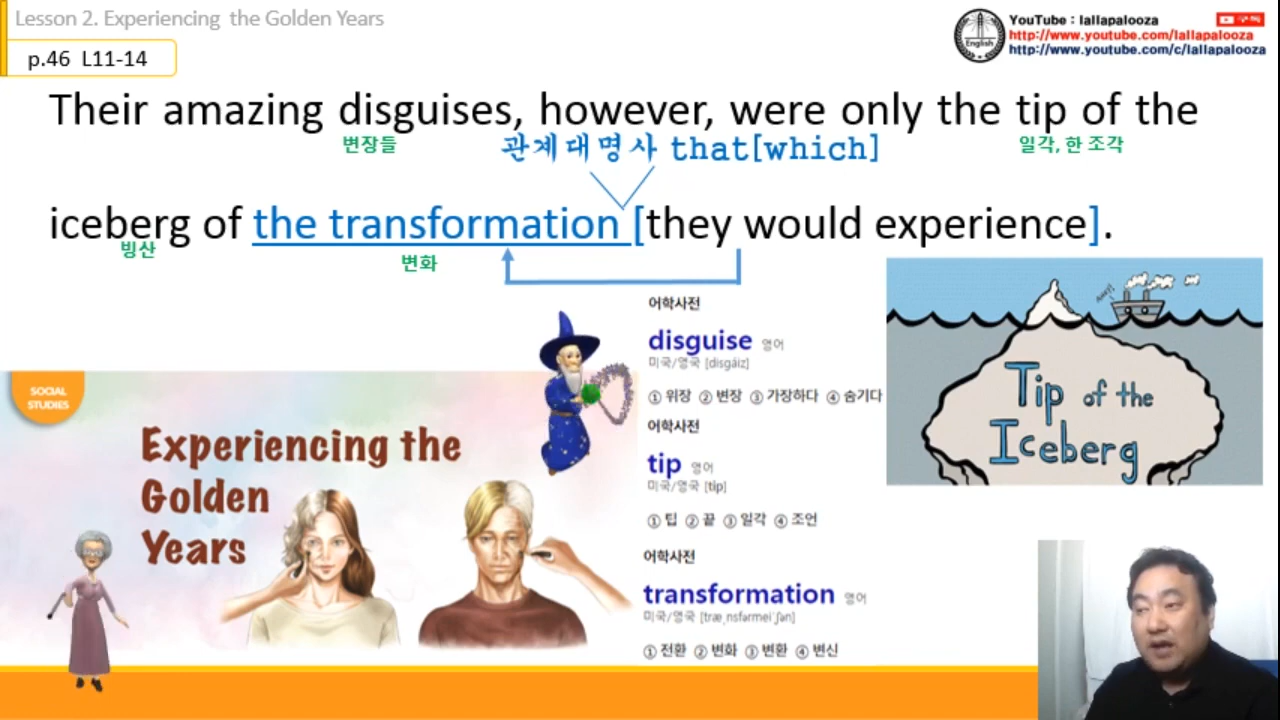 Lesson 2. Experiencing the Golden Years
p.46 L11-14
English
YouTube : lallapalooza
구독
http://www.youtube.com/lallapalooza
http://www.youtube.com/c/lallapalooza
Their amazing disguises, however, were only the tip of the
변장들
관계대명사 that[which]
일각, 한 조각
iceberg of the transformation [they would experience].
빙산
변화
어학사전
disguise 영어
미국/영국 [disgáiz]
① 위장 ② 변장 ③ 가장하다 ④ 숨기다
어학사전
tip 영어
미국/영국 [tip]
① 팁 ② 끝 ③ 일각 ④ 조언
어학사전
transformation 영어
미국/영국 [træˌnsfərmeiˈʃən]
① 전환 ② 변화 ③ 변환 ④ 변신
Tip of the
Iceberg
SOCIAL
STUDIES
Experiencing the
Golden
Years